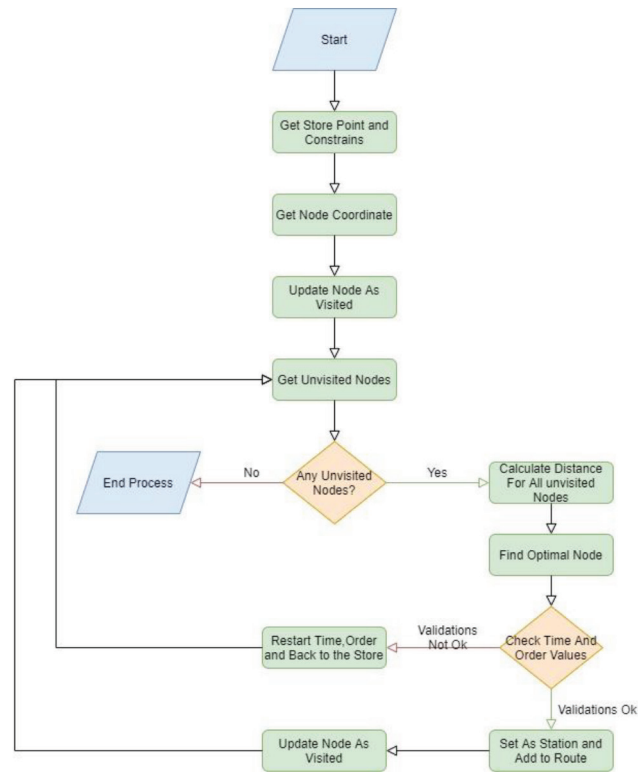 Start
Get Store Point and
Constrains
Get Node Coordinate
Update Node As
Visited
Get Unvisited Nodes
Any Unvisited
Nodes?
No
End Process
Yes
Calculate Distance
For All unvisited
Nodes
Find Optimal Node
Check Time And
Order Values
Validations
Not Ok
Restart Time,Order
and Back to the Store
Validations Ok
Set As Station and
Add to Route
Update Node As
Visited